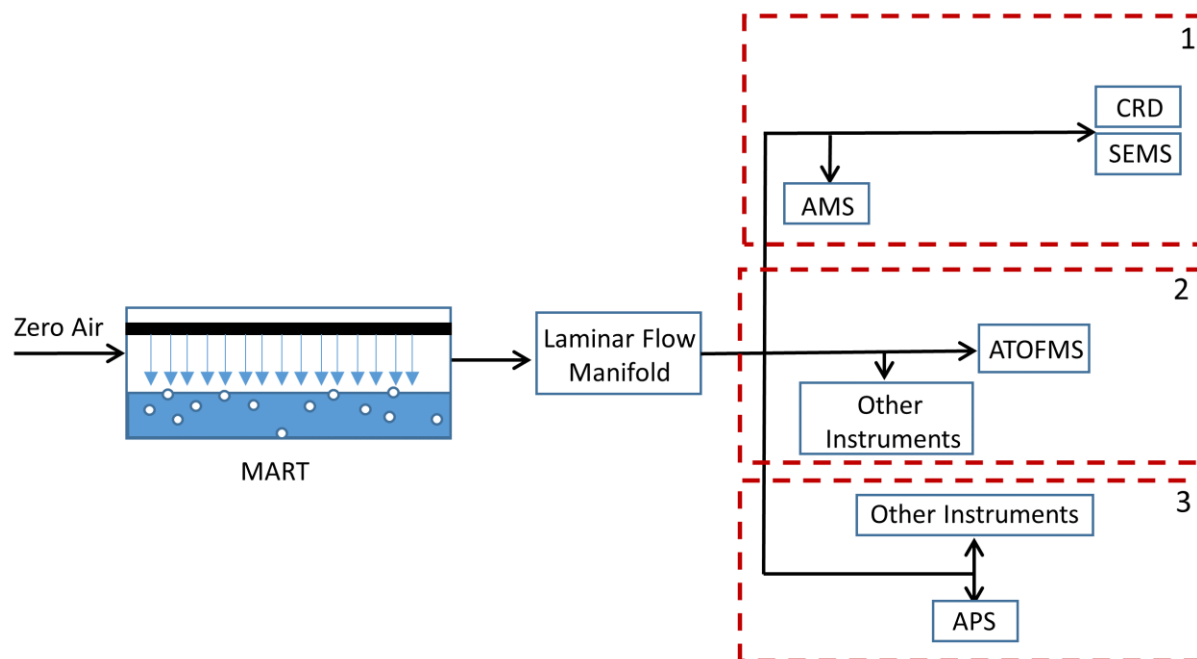 Zero Air
MART
Laminar Flow
Manifold
1
CRD
SEMS
AMS
2
ATOFMS
Other
Instruments
3
Other Instruments
APS